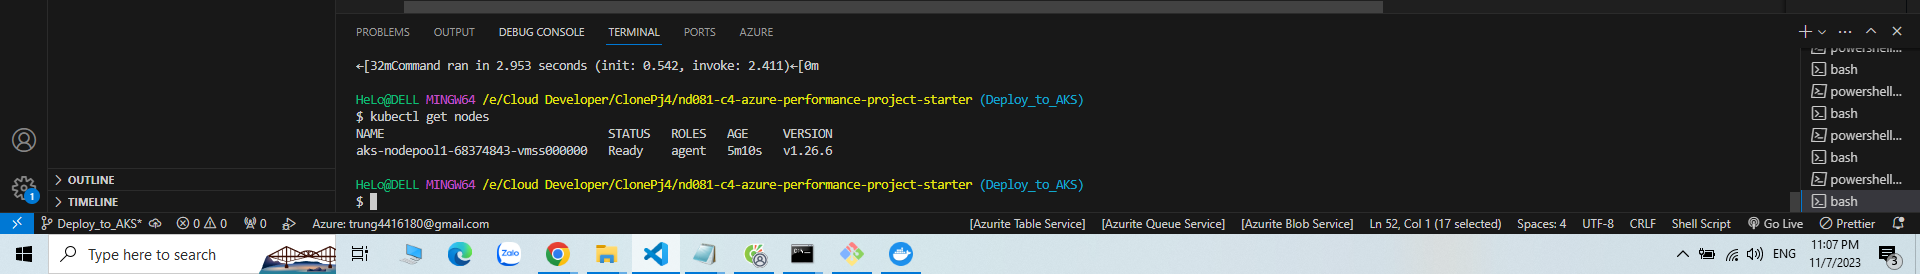 PROBLEMS OUTPUT DEBUG CONSOLE TERMINAL PORTS AZURE
←[32mCommand ran in 2.953 seconds (init: 0.542, invoke: 2.411)←[0m
HeLo@DELL MINGW64 /e/Cloud Developer/ClonePj4/nd081-c4-azure-performance-project-starter (Deploy_to_AKS)
$ kubectl get nodes
NAME STATUS ROLES AGE VERSION
aks-nodepool1-68374843-vmss000000 Ready agent 5m10s v1.26.6
HeLo@DELL MINGW64 /e/Cloud Developer/ClonePj4/nd081-c4-azure-performance-project-starter (Deploy_to_AKS)
$
powershell...
bash
powershell...
bash
powershell...
bash
powershell...
bash
1
OUTLINE
TIMELINE
Deploy_to_AKS* 0 0 0 Azure: trung4416180@gmail.com [Azurite Table Service] [Azurite Queue Service] [Azurite Blob Service] Ln 52, Col 1 (17 selected) Spaces: 4 UTF-8 CRLF Shell Script Go Live Prettier
Type here to search
Zalo
C:\.
ENG
11:07 PM
11/7/2023
3